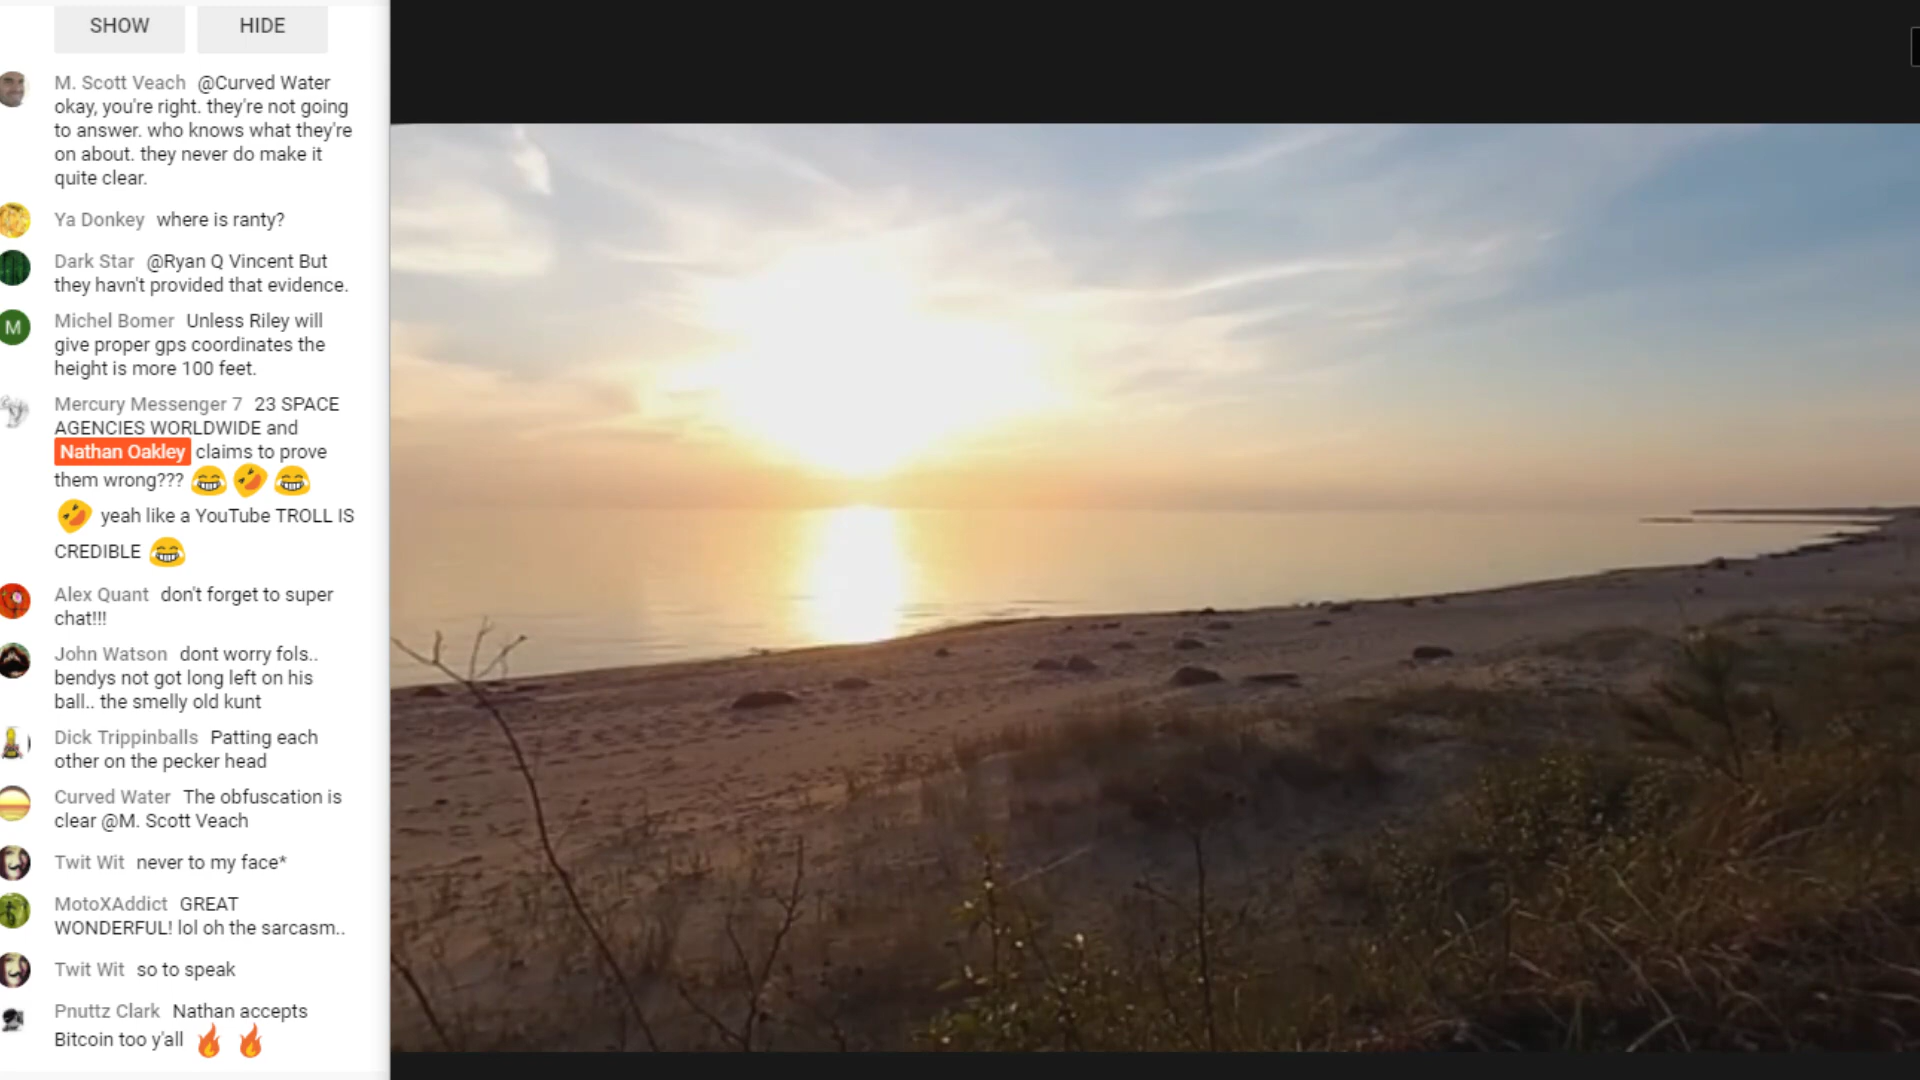 SHOW HIDE
M. Scott Veach @Curved Water
okay, you're right. they're not going
to answer. who knows what they're
on about. they never do make it
quite clear.
Ya Donkey where is ranty?
Dark Star @Ryan Q Vincent But
they havn't provided that evidence.
M Michel Bomer Unless Riley will
give proper gps coordinates the
height is more 100 feet.
Mercury Messenger 7 23 SPACE
AGENCIES WORLDWIDE and
Nathan Oakley claims to prove
them wrong??? 😂 🤣 😂
🤣 yeah like a YouTube TROLL IS
CREDIBLE 😂
Alex Quant don't forget to super
chat!!!
John Watson dont worry fols..
bendys not got long left on his
ball.. the smelly old kunt
Dick Trippinballs Patting each
other on the pecker head
Curved Water The obfuscation is
clear @M. Scott Veach
Twit Wit never to my face*
MotoXAddict GREAT
WONDERFUL! lol oh the sarcasm..
Twit Wit so to speak
Pnuttz Clark Nathan accepts
Bitcoin too y'all 🔥 🔥